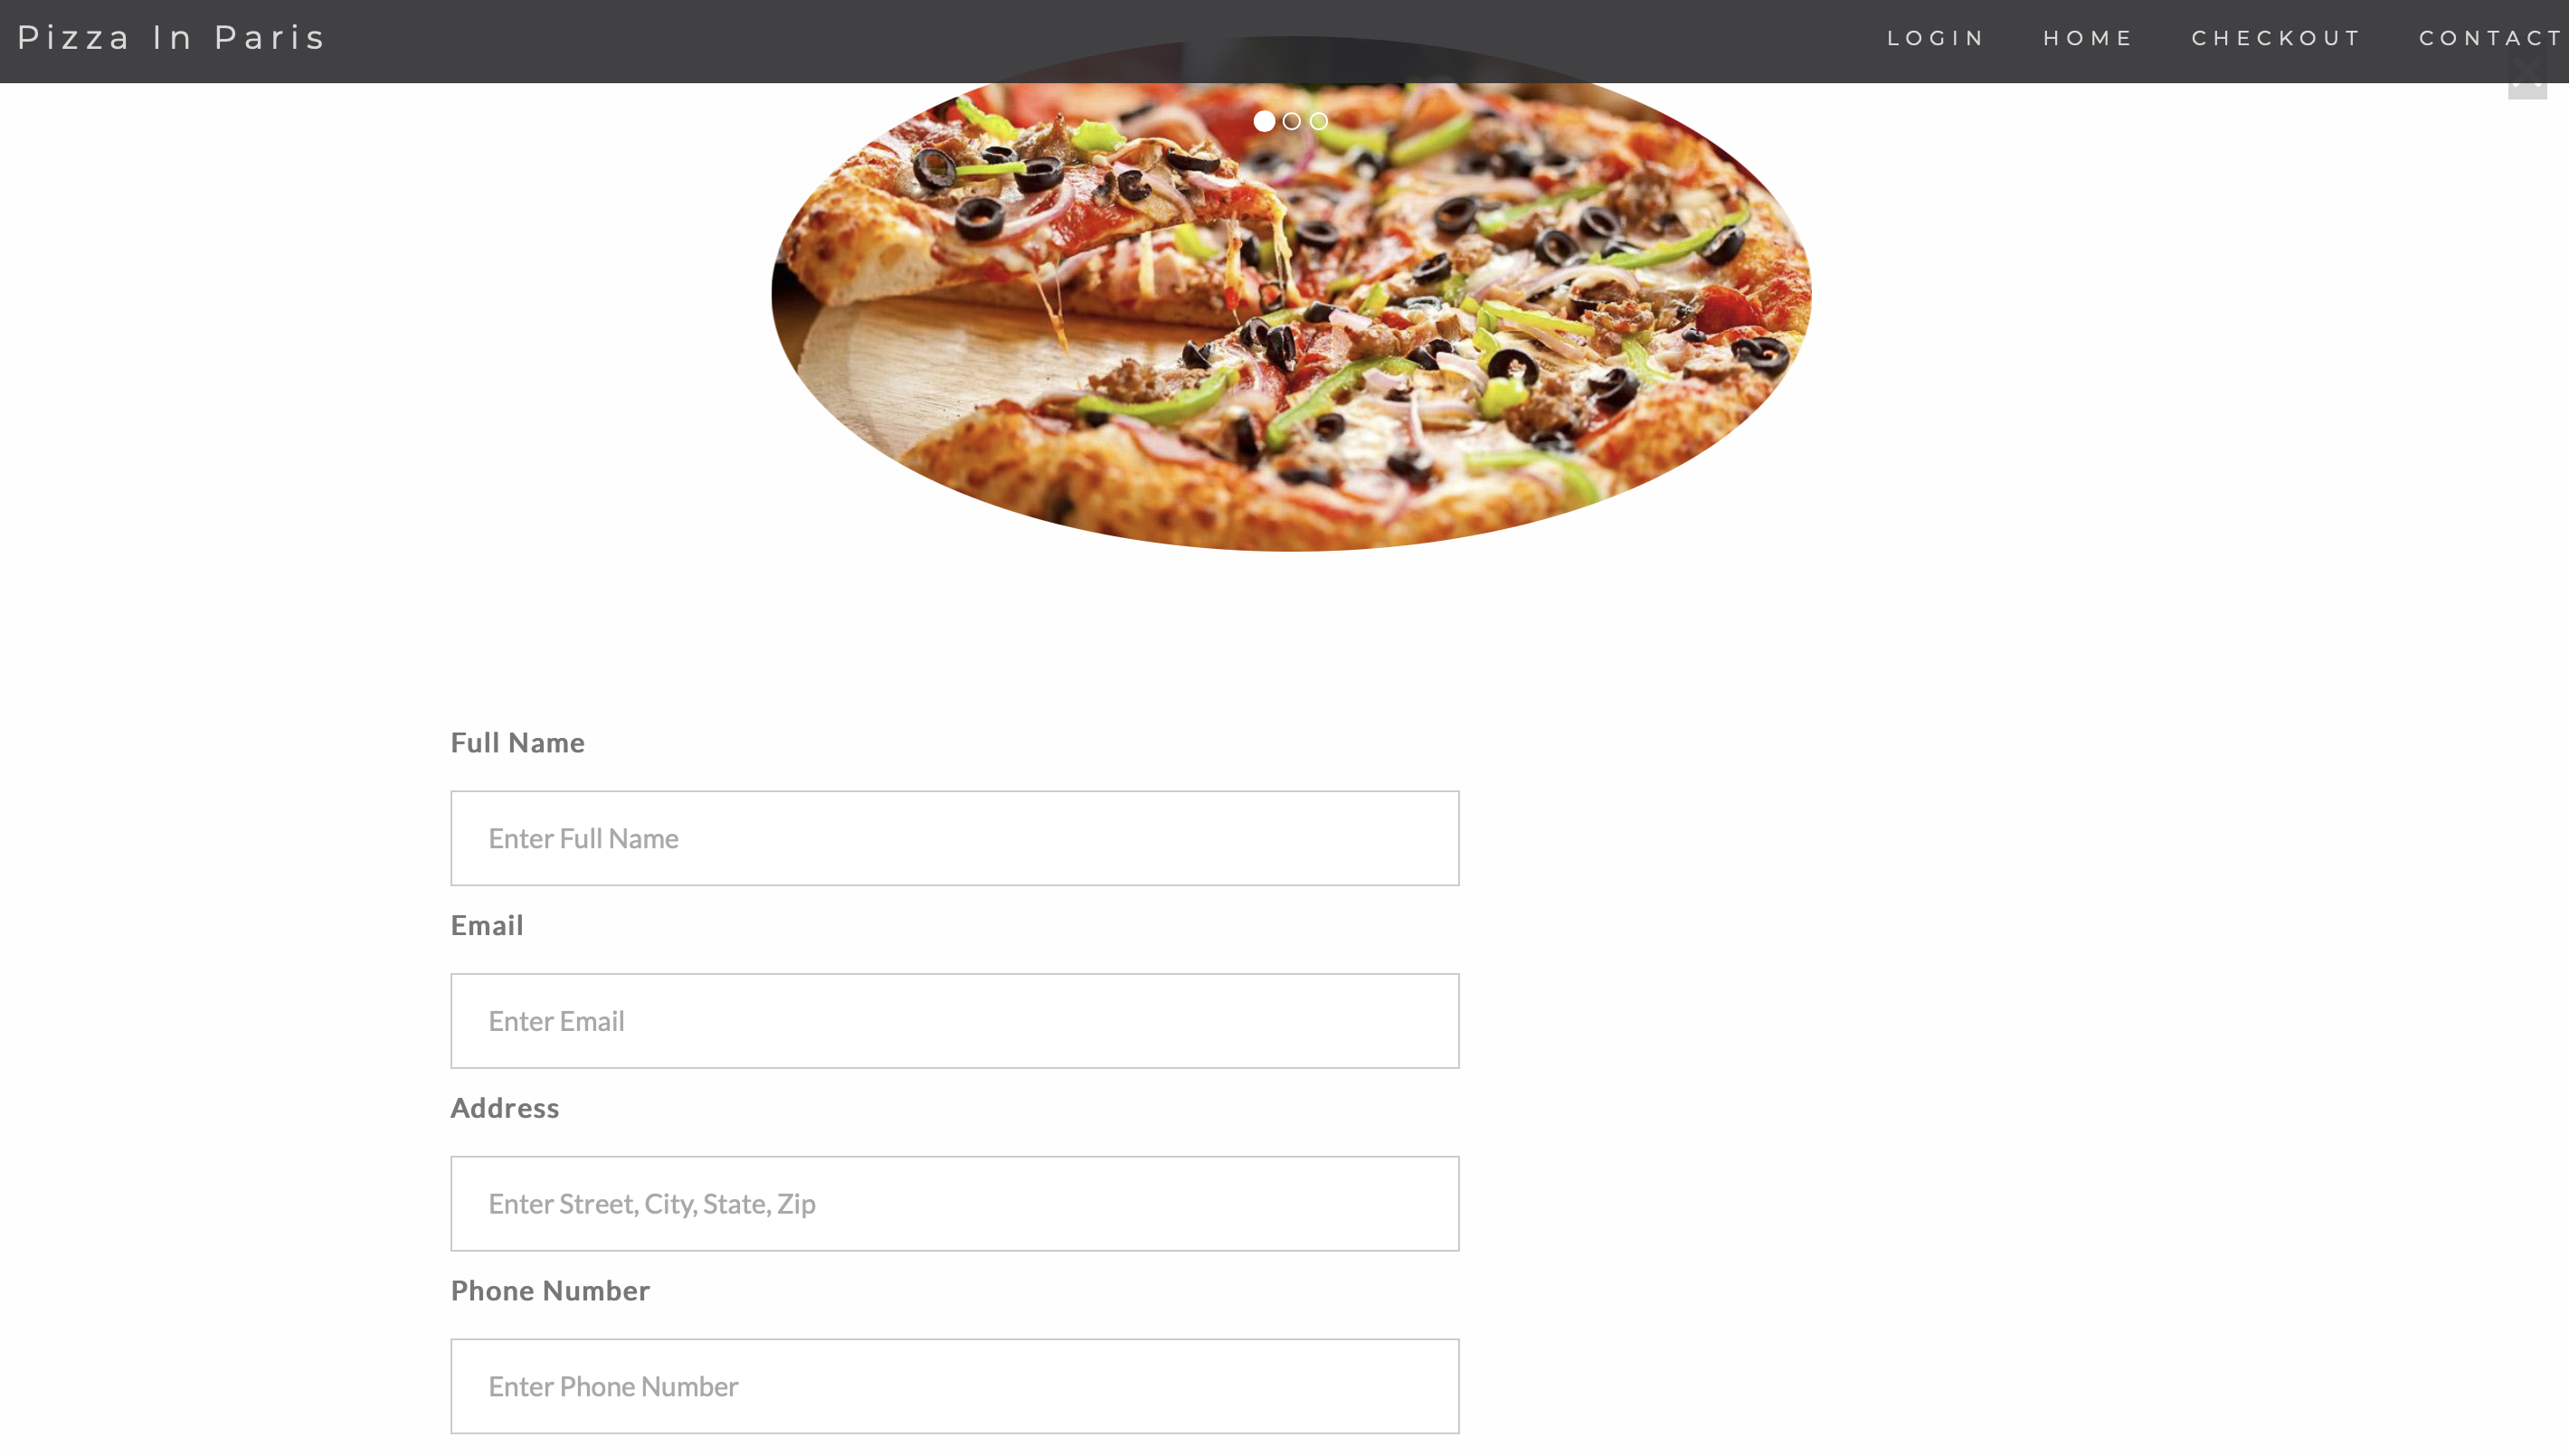 Pizza In Paris
LOGIN HOME CHECKOUT CONTACT
Full Name
Enter Full Name
Email
Enter Email
Address
Enter Street, City, State, Zip
Phone Number
Enter Phone Number